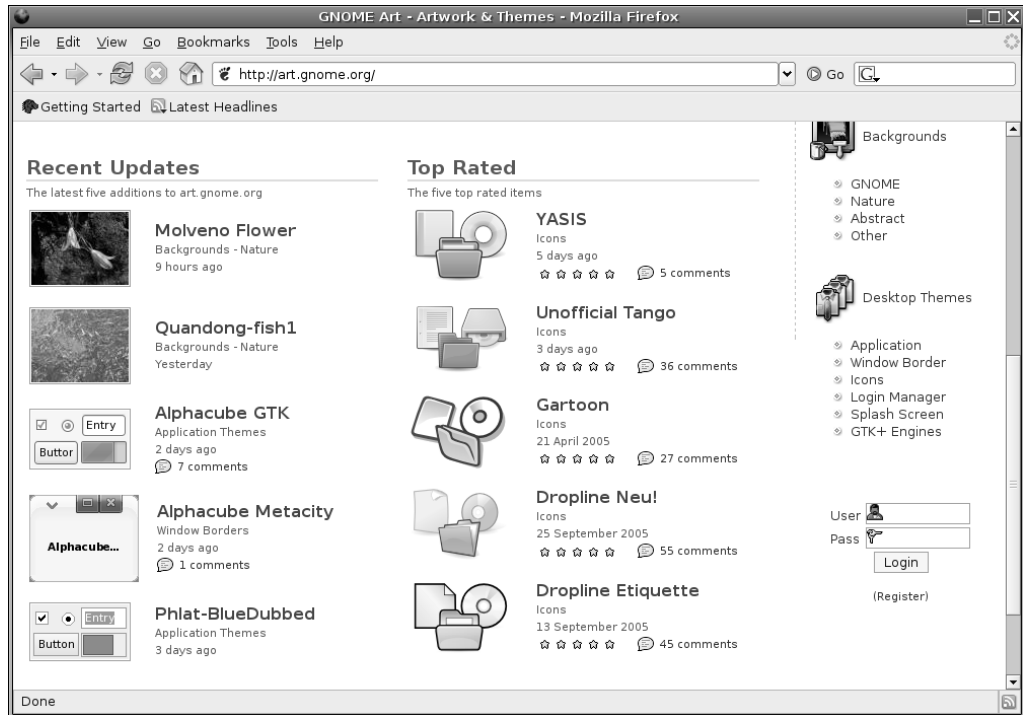 GNOME Art - Artwork & Themes - Mozilla Firefox
File Edit View Go Bookmarks Tools Help
http://art.gnome.org/
Go
G
Getting Started
Latest Headlines
Recent Updates
The latest five additions to art.gnome.org
Molveno Flower
Backgrounds - Nature
9 hours ago
Quandong-fish1
Backgrounds - Nature
Yesterday
Entry
Buttor
Alphacube GTK
Application Themes
2 days ago
7 comments
Alphacube...
Alphacube Metacity
Window Borders
2 days ago
1 comments
Entry
Button
Phlat-BlueDubbed
Application Themes
3 days ago
Top Rated
The five top rated items
YASIS
Icons
5 days ago
5 comments
Unofficial Tango
Icons
3 days ago
36 comments
Gartoon
Icons
21 April 2005
27 comments
Dropline Neu!
Icons
25 September 2005
55 comments
Dropline Etiquette
Icons
13 September 2005
45 comments
Backgrounds
GNOME
Nature
Abstract
Other
Desktop Themes
Application
Window Border
Icons
Login Manager
Splash Screen
GTK+ Engines
User
Pass
Login
(Register)
Done